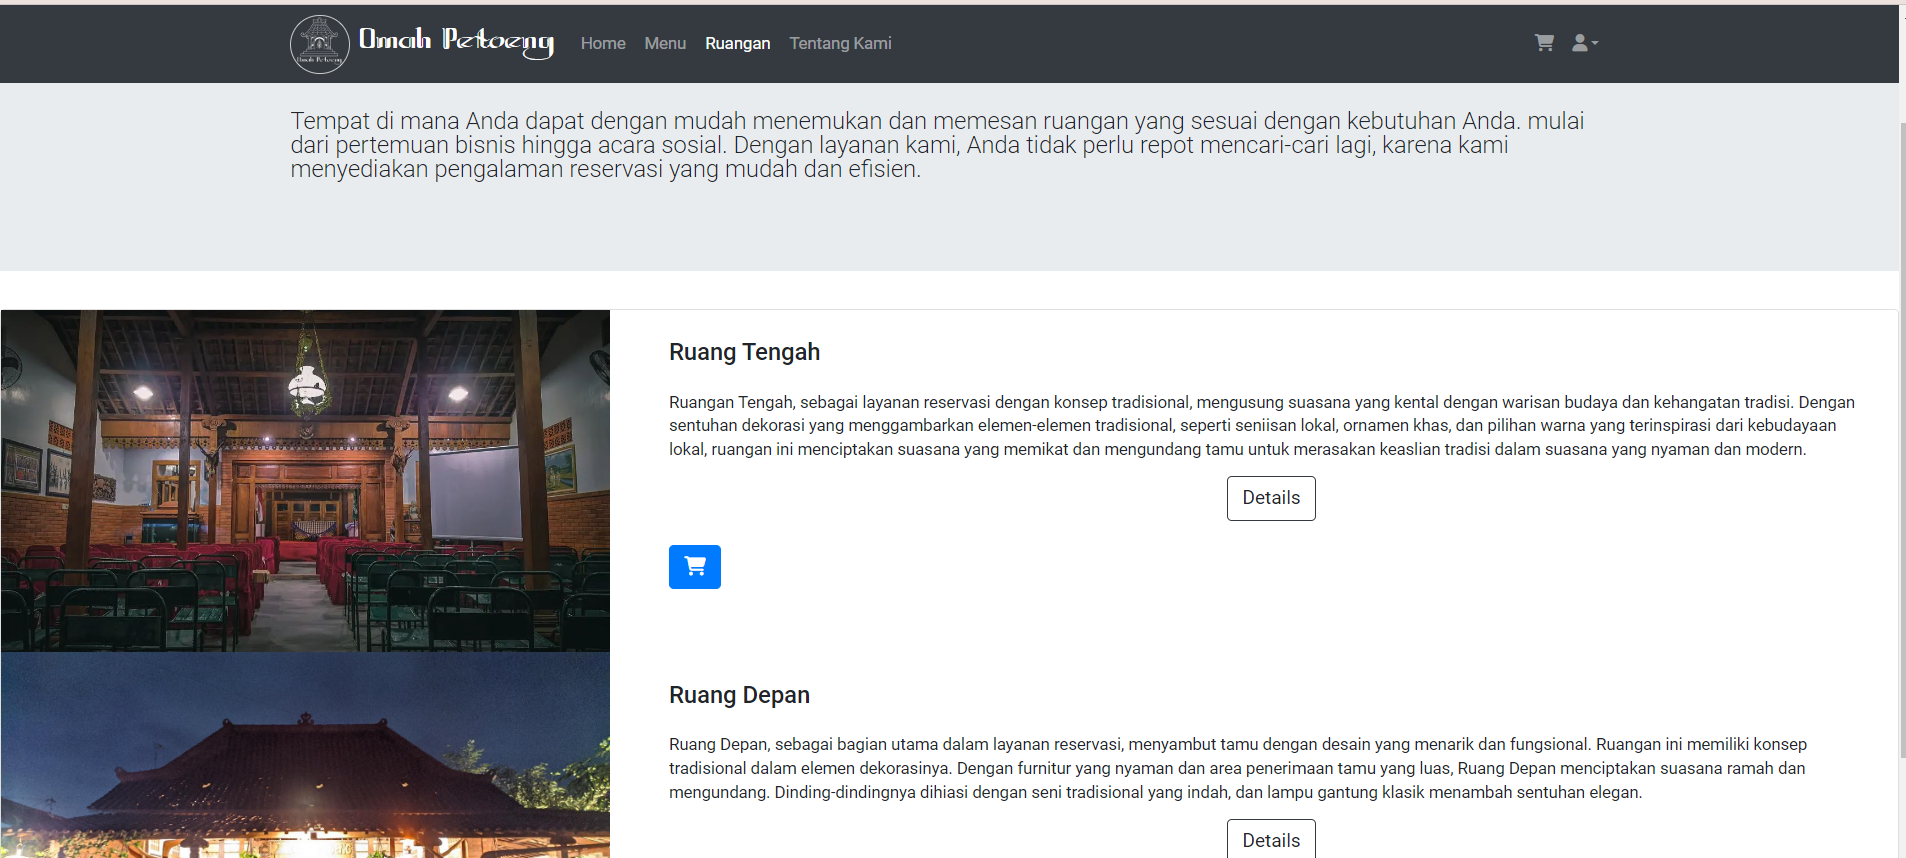 Omah Petoeng
Omah Petoeng Home Menu Ruangan Tentang Kami
Tempat di mana Anda dapat dengan mudah menemukan dan memesan ruangan yang sesuai dengan kebutuhan Anda. mulai
dari pertemuan bisnis hingga acara sosial. Dengan layanan kami, Anda tidak perlu repot mencari-cari lagi, karena kami
menyediakan pengalaman reservasi yang mudah dan efisien.
Ruang Tengah
Ruangan Tengah, sebagai layanan reservasi dengan konsep tradisional, mengusung suasana yang kental dengan warisan budaya dan kehangatan tradisi. Dengan
sentuhan dekorasi yang menggambarkan elemen-elemen tradisional, seperti seniisan lokal, ornamen khas, dan pilihan warna yang terinspirasi dari kebudayaan
lokal, ruangan ini menciptakan suasana yang memikat dan mengundang tamu untuk merasakan keaslian tradisi dalam suasana yang nyaman dan modern.
Details
Ruang Depan
Ruang Depan, sebagai bagian utama dalam layanan reservasi, menyambut tamu dengan desain yang menarik dan fungsional. Ruangan ini memiliki konsep
tradisional dalam elemen dekorasinya. Dengan furnitur yang nyaman dan area penerimaan tamu yang luas, Ruang Depan menciptakan suasana ramah dan
mengundang. Dinding-dindingnya dihiasi dengan seni tradisional yang indah, dan lampu gantung klasik menambah sentuhan elegan.
Details